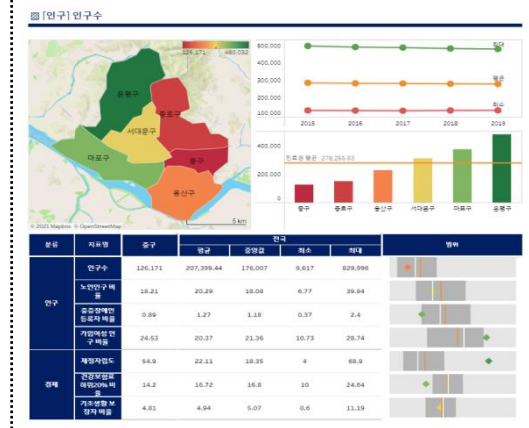 ▨ [인구] 인구수
126,171 480,032
은평구
종로구
서대문구
마포구
중구
용산구
5 km
© 2021 Mapbox © OpenStreetMap
500,000
400,000
300,000
200,000
100,000
최대
평균
최소
2015 2016 2017 2018 2019
400,000
200,000
0
진료권 평균
중구 종로구 용산구 서대문구 마포구 은평구
분류 지표명 중구 전국 범위
평균 중앙값 최소 최대
인구
인구수 126,171 207,399.44 176,007 9,617 829,996
노인인구 비율 18.21 20.29 18.08 6.77 39.94
중증장애인 등록자 비율 0.89 1.27 1.18 0.37 2.4
가임여성 인구 비율 24.53 20.37 21.36 10.73 28.74
경제
재정자립도 54.9 22.11 18.35 4 68.9
건강보험료 하위20% 비율 14.2 16.72 16.8 10 24.64
기초생활 보장자 비율 4.81 4.94 5.07 0.6 11.19